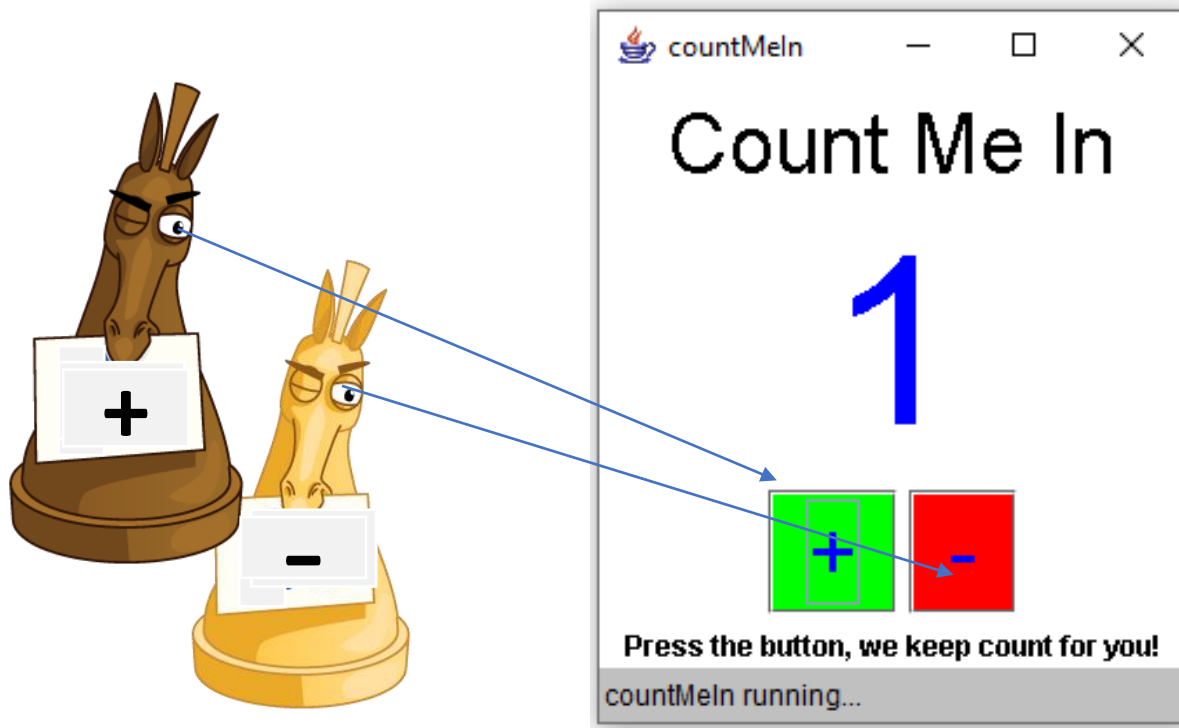 countMeIn
Count Me In
1
+ -
Press the button, we keep count for you!
countMeIn running...
+
-